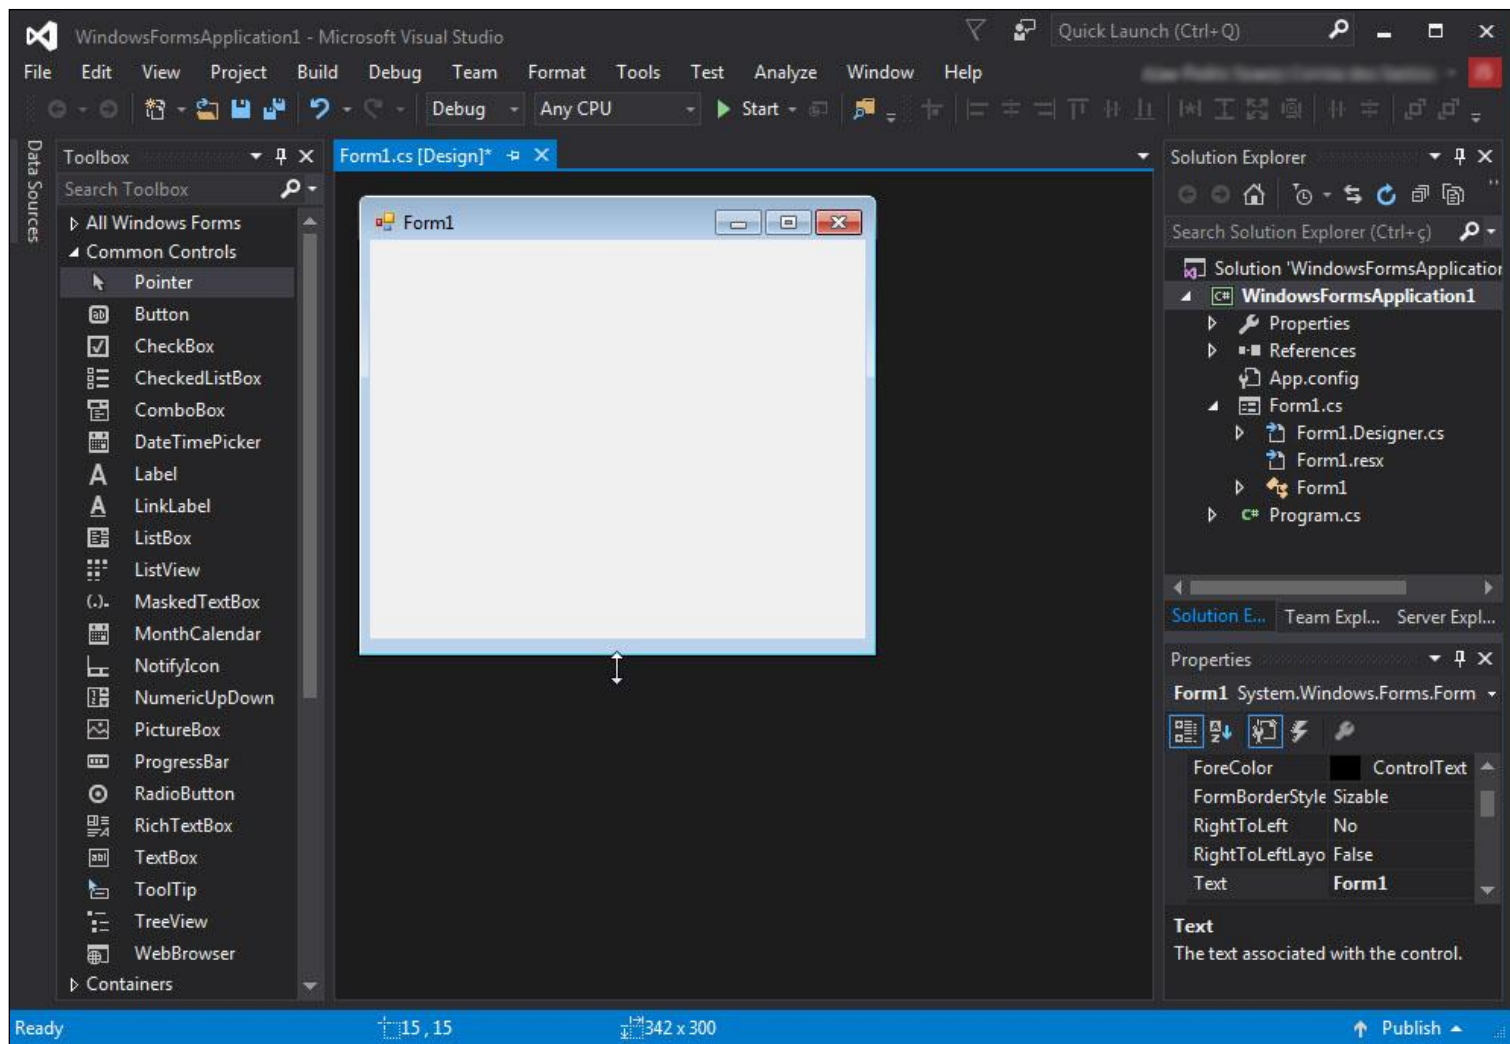 WindowsFormsApplication1 - Microsoft Visual Studio
Quick Launch (Ctrl+Q)
File Edit View Project Build Debug Team Format Tools Test Analyze Window Help
Debug Any CPU Start
Data Sources
Toolbox
Search Toolbox
All Windows Forms
Common Controls
Pointer
Button
CheckBox
CheckedListBox
ComboBox
DateTimePicker
Label
LinkLabel
ListBox
ListView
MaskedTextBox
MonthCalendar
NotifyIcon
NumericUpDown
PictureBox
ProgressBar
RadioButton
RichTextBox
TextBox
ToolTip
TreeView
WebBrowser
Containers
Form1.cs [Design]*
Form1
Solution Explorer
Search Solution Explorer (Ctrl+ç)
Solution 'WindowsFormsApplication
WindowsFormsApplication1
Properties
References
App.config
Form1.cs
Form1.Designer.cs
Form1.resx
Form1
C# Program.cs
Solution E... Team Expl... Server Expl...
Properties
Form1 System.Windows.Forms.Form
ForeColor ControlText
FormBorderStyle Sizable
RightToLeft No
RightToLeftLayo False
Text Form1
Text
The text associated with the control.
Ready 15 , 15 342 x 300 Publish